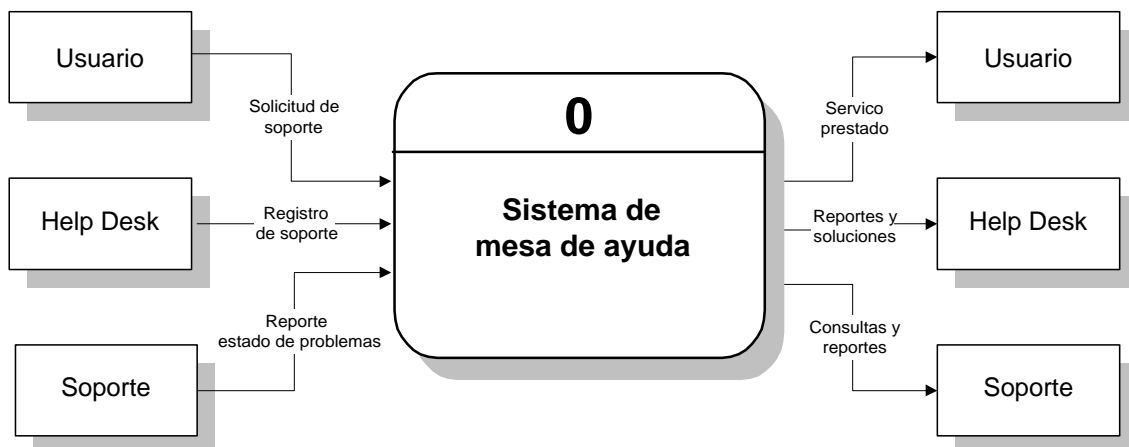 Usuario
Solicitud de
soporte
Help Desk
Registro
de soporte
Soporte
Reporte
estado de problemas
0
Sistema de
mesa de ayuda
Usuario
Servico
prestado
Help Desk
Reportes y
soluciones
Soporte
Consultas y
reportes